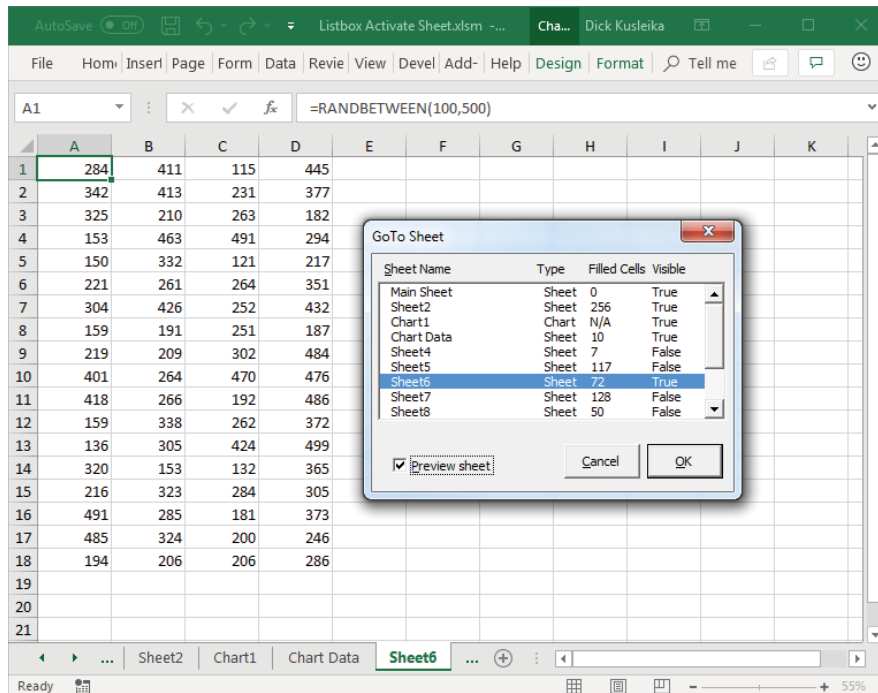 AutoSave Off Listbox Activate Sheet.xlsm -... Cha... Dick Kusleika
File Hom Insert Page Form Data Revie View Devel Add- Help Design Format Tell me
A1 fx =RANDBETWEEN(100,500)
A B C D E F G H I J K
1 284 411 115 445
2 342 413 231 377
3 325 210 263 182
4 153 463 491 294
5 150 332 121 217
6 221 261 264 351
7 304 426 252 432
8 159 191 251 187
9 219 209 302 484
10 401 264 470 476
11 418 266 192 486
12 159 338 262 372
13 136 305 424 499
14 320 153 132 365
15 216 323 284 305
16 491 285 181 373
17 485 324 200 246
18 194 206 206 286
19
20
21
GoTo Sheet
Sheet Name Type Filled Cells Visible
Main Sheet Sheet 0 True
Sheet2 Sheet 256 True
Chart1 Chart N/A True
Chart Data Sheet 10 True
Sheet4 Sheet 7 False
Sheet5 Sheet 117 False
Sheet6 Sheet 72 True
Sheet7 Sheet 128 False
Sheet8 Sheet 50 False
Preview sheet Cancel OK
... Sheet2 Chart1 Chart Data Sheet6 ...
Ready 55%